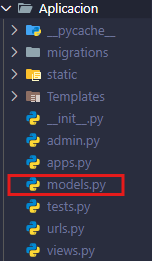 Aplicacion
__pycache__
migrations
static
Templates
__init__.py
admin.py
apps.py
models.py
tests.py
urls.py
views.py